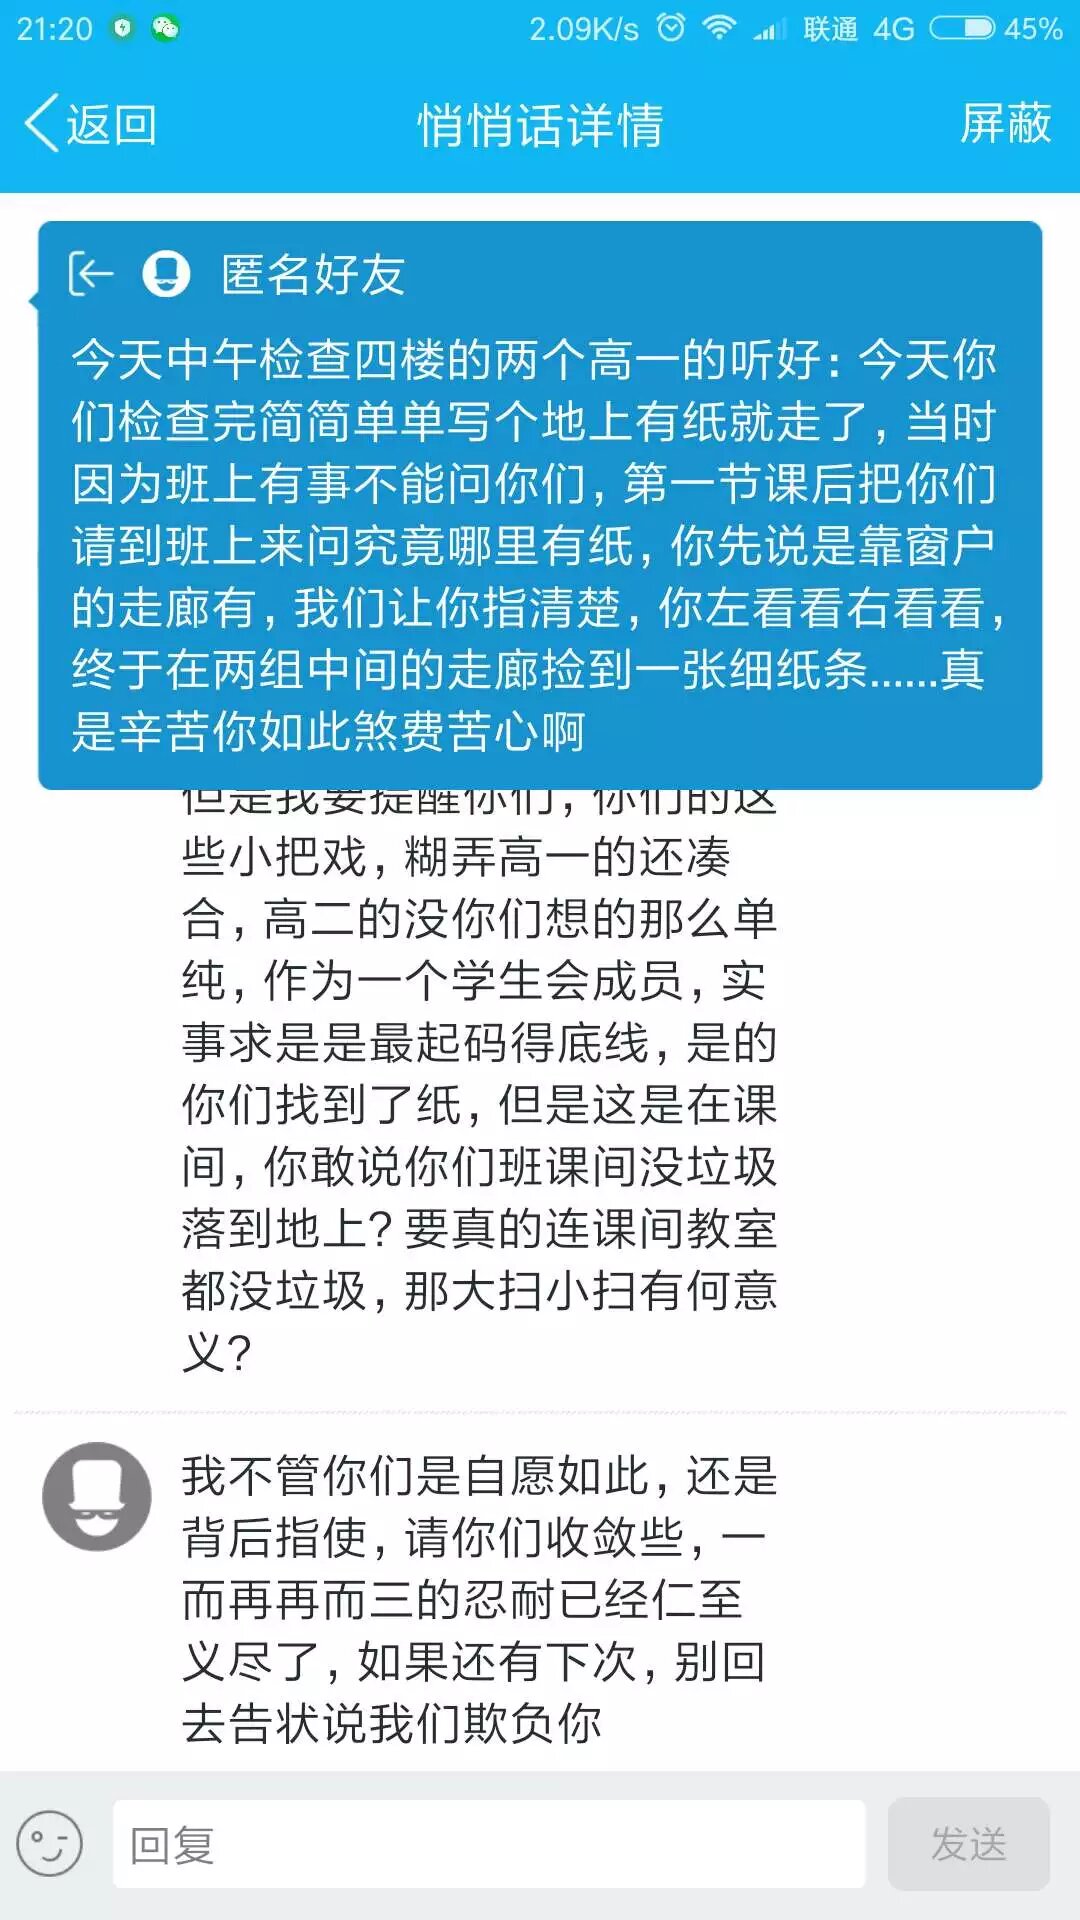 21:20 2.09K/s 联通 4G 45%
返回 悄悄话详情 屏蔽
匿名好友
今天中午检查四楼的两个高一的听好：今天你
们检查完简简单单写个地上有纸就走了，当时
因为班上有事不能问你们，第一节课后把你们
请到班上来问究竟哪里有纸，你先说是靠窗户
的走廊有，我们让你指清楚，你左看看右看看，
终于在两组中间的走廊捡到一张细纸条......真
是辛苦你如此煞费苦心啊
但是我要提醒你们，你们的这
些小把戏，糊弄高一的还凑
合，高二的没你们想的那么单
纯，作为一个学生会成员，实
事求是是最起码得底线，是的
你们找到了纸，但是这是在课
间，你敢说你们班课间没垃圾
落到地上？要真的连课间教室
都没垃圾，那大扫小扫有何意
义？
我不管你们是自愿如此，还是
背后指使，请你们收敛些，一
而再再而三的忍耐已经仁至
义尽了，如果还有下次，别回
去告状说我们欺负你
回复 发送